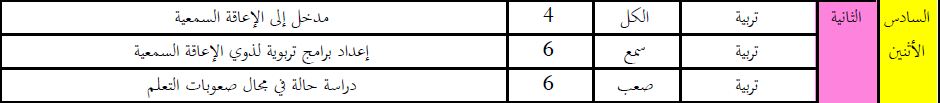 السادس الأثنين الثانية تربية الكل 4 مدخل إلى الإعاقة السمعية
تربية سمع 6 إعداد برامج تربوية لذوي الإعاقة السمعية
تربية صعب 6 دراسة حالة في مجال صعوبات التعلم